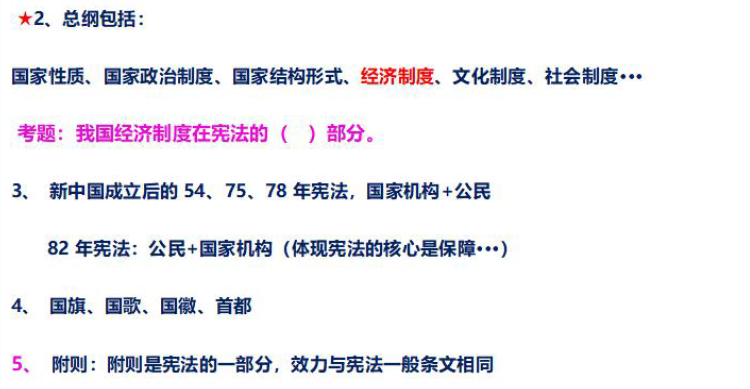 ★2、总纲包括：
国家性质、国家政治制度、国家结构形式、经济制度、文化制度、社会制度•••
考题：我国经济制度在宪法的（ ）部分。
3、 新中国成立后的 54、75、78 年宪法，国家机构+公民
82 年宪法：公民+国家机构（体现宪法的核心是保障•••）
4、 国旗、国歌、国徽、首都
5、 附则：附则是宪法的一部分，效力与宪法一般条文相同